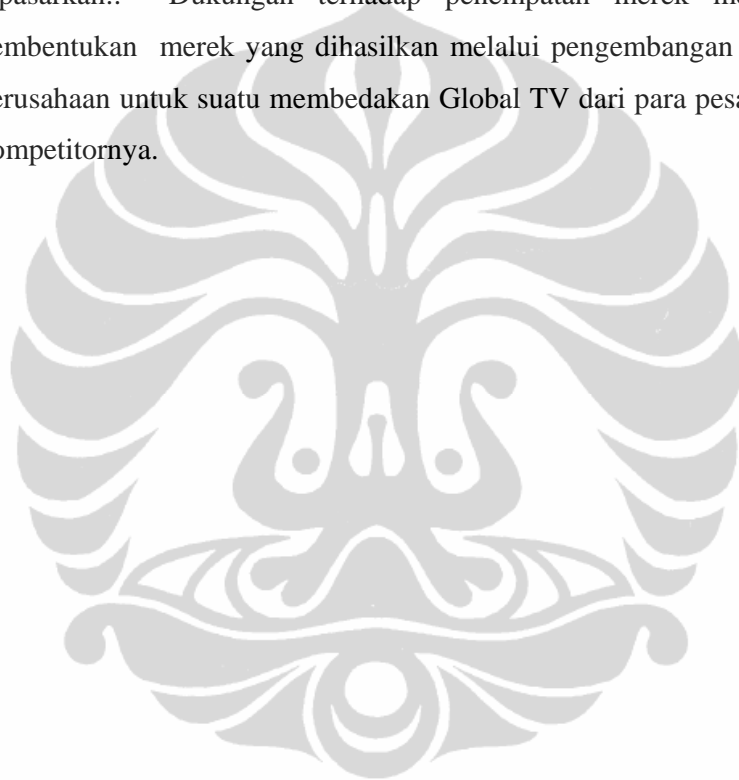 pasarkan.. Dukungan terhadap penempatan merek
embentukan merek yang dihasilkan melalui pengembangan
erusahaan untuk suatu membedakan Global TV dari para
ompetitornya.